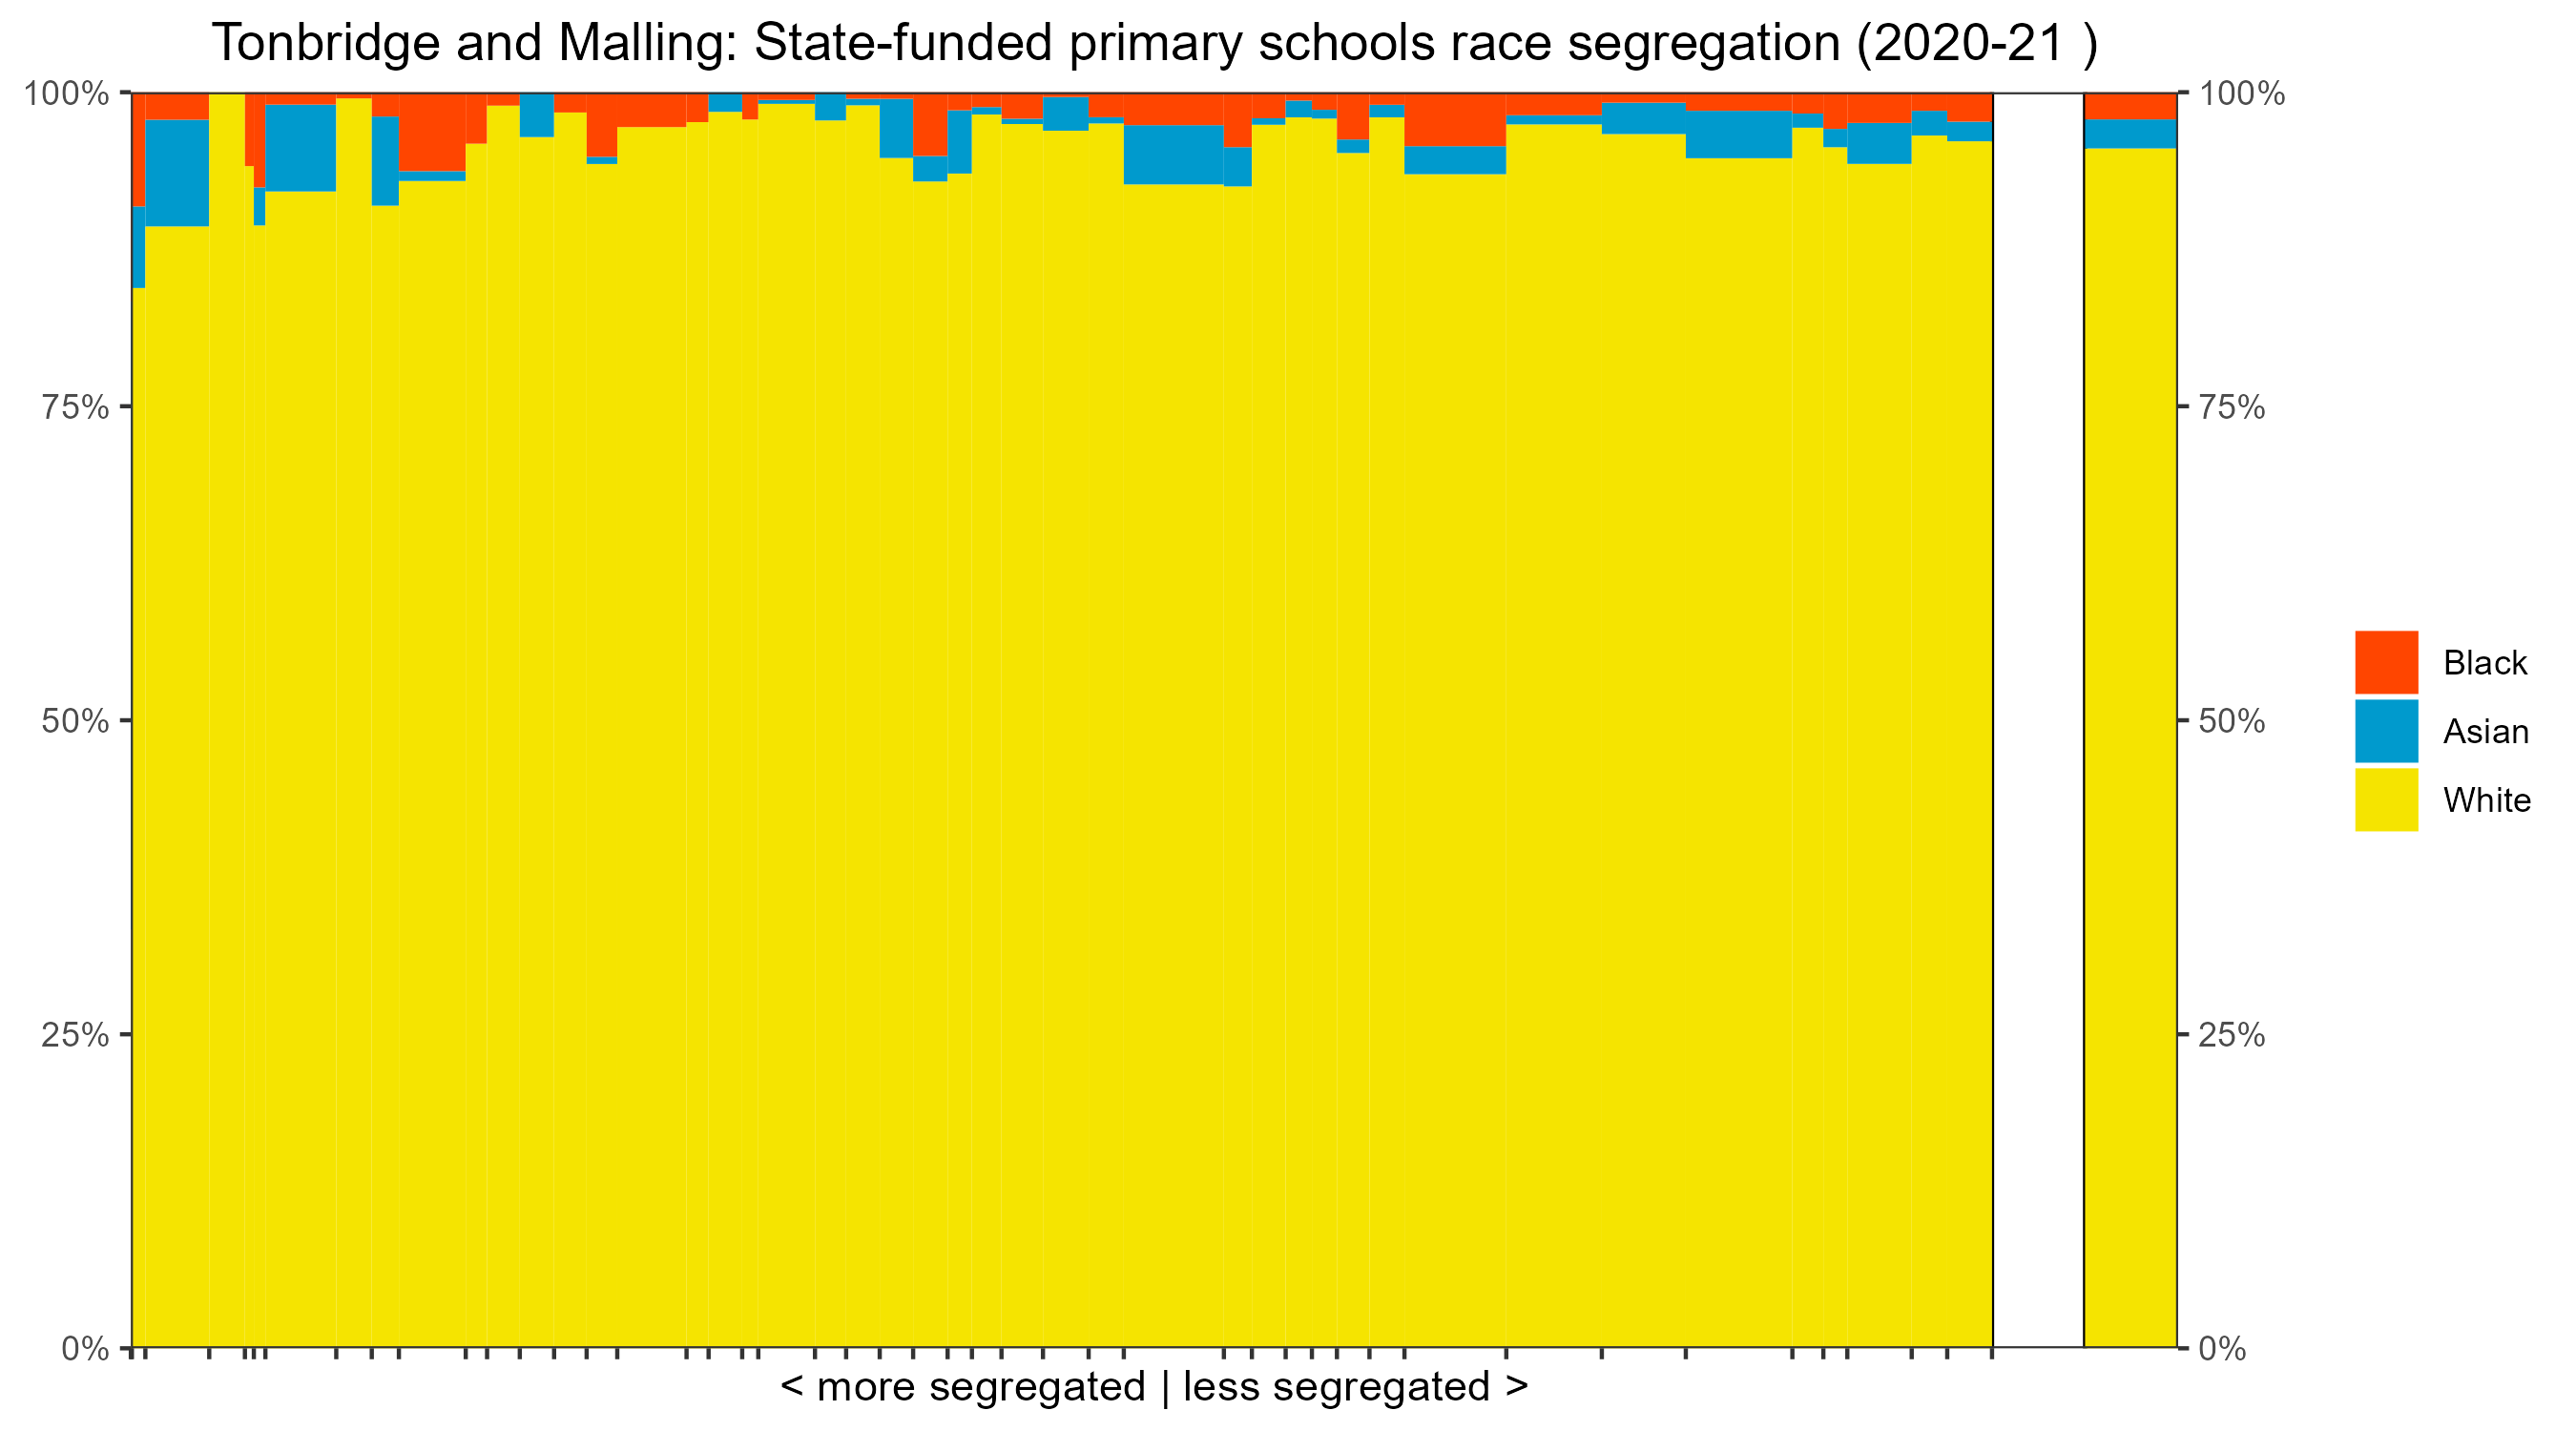 Tonbridge and Malling: State-funded primary schools race segregation (2020-21 )
100%
100%
75%
75%
50%
50%
25%
25%
0%
0%
Black
Asian
White
< more segregated | less segregated >